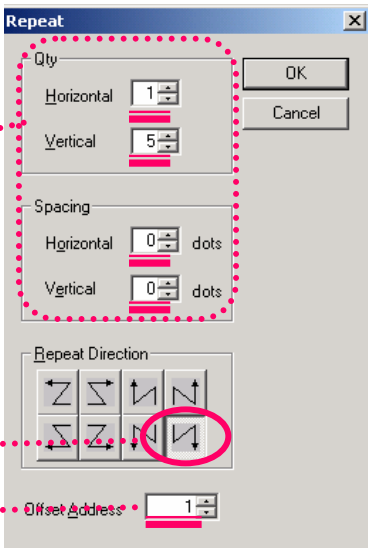 Repeat
Qty
Horizontal 1
Vertical 5
OK
Cancel
Spacing
Horizontal 0 dots
Vertical 0 dots
Repeat Direction
Offset Address 1